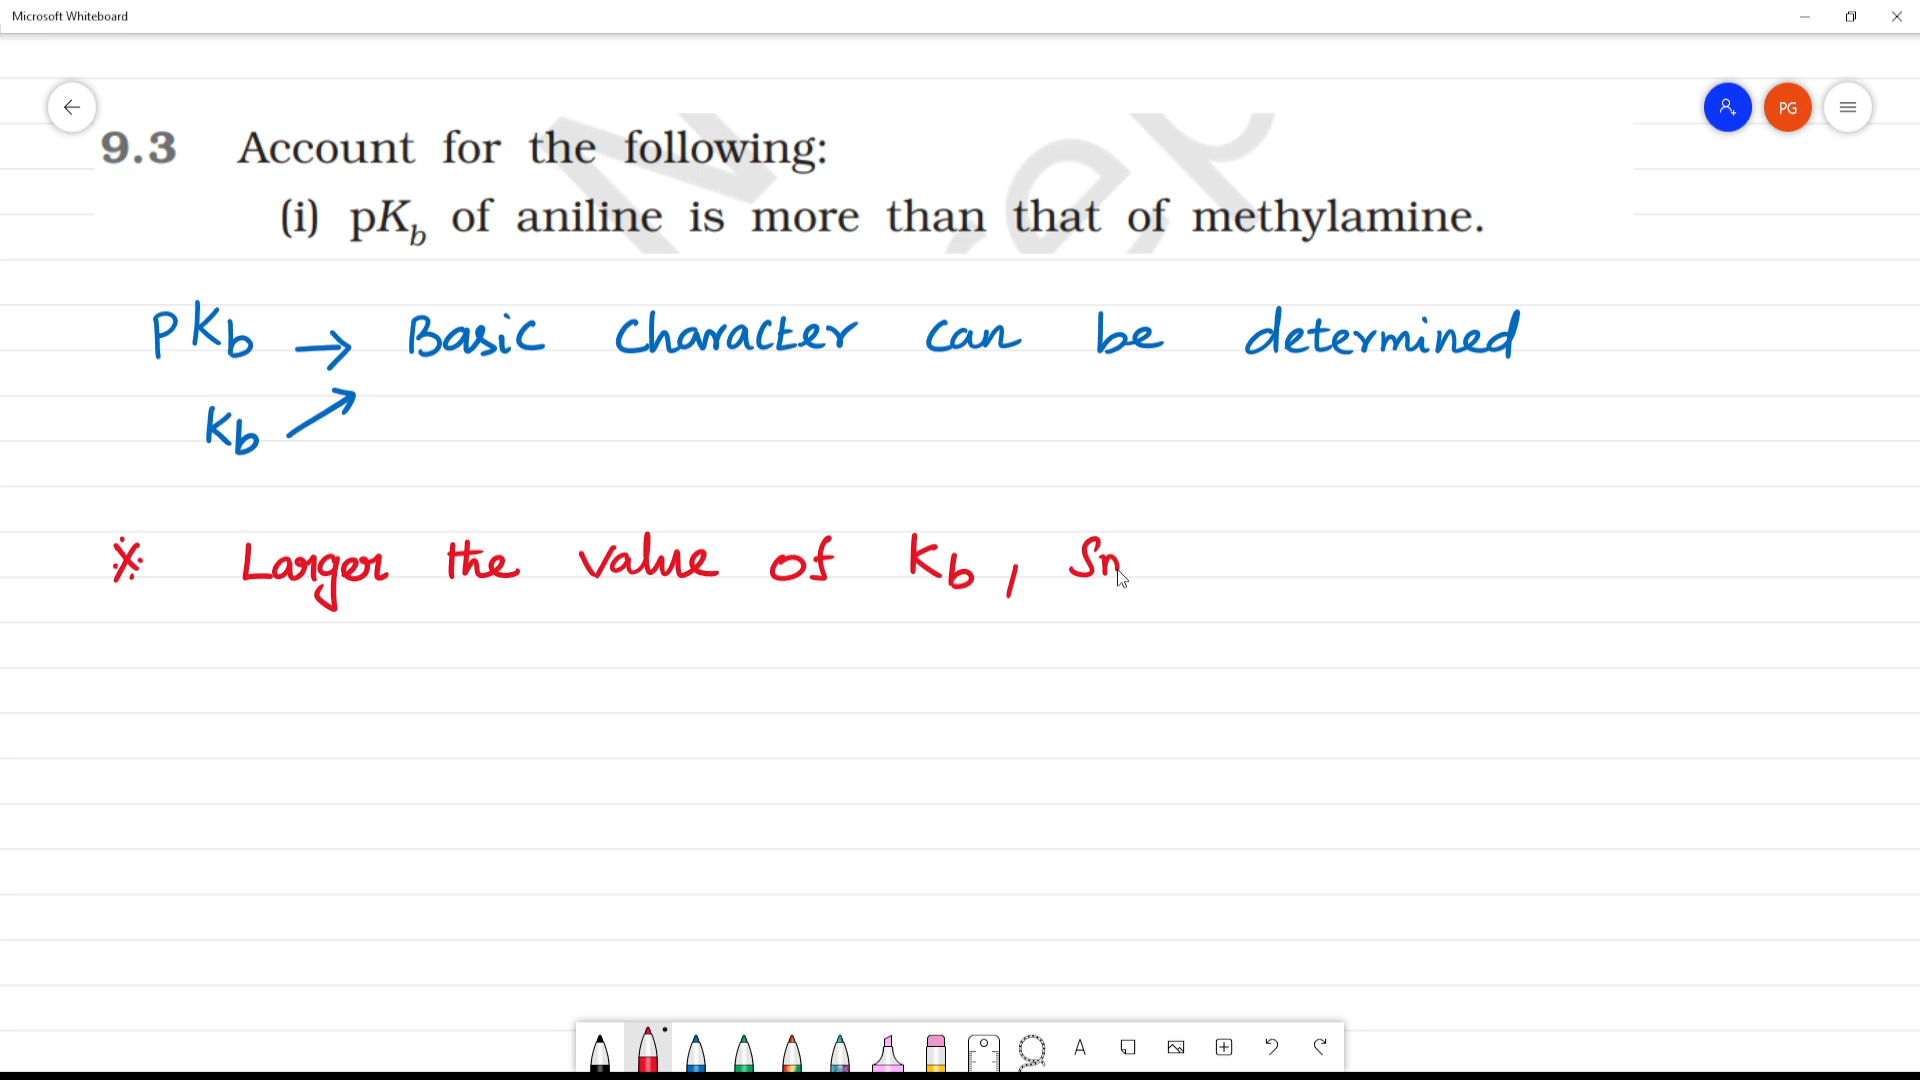 Microsoft Whiteboard
PG
9.3 Account for the following:
(i) pKb of aniline is more than that of methylamine.
PKb → Basic Character can be determined
Kb
※ Larger the value of Kb, Sm
A